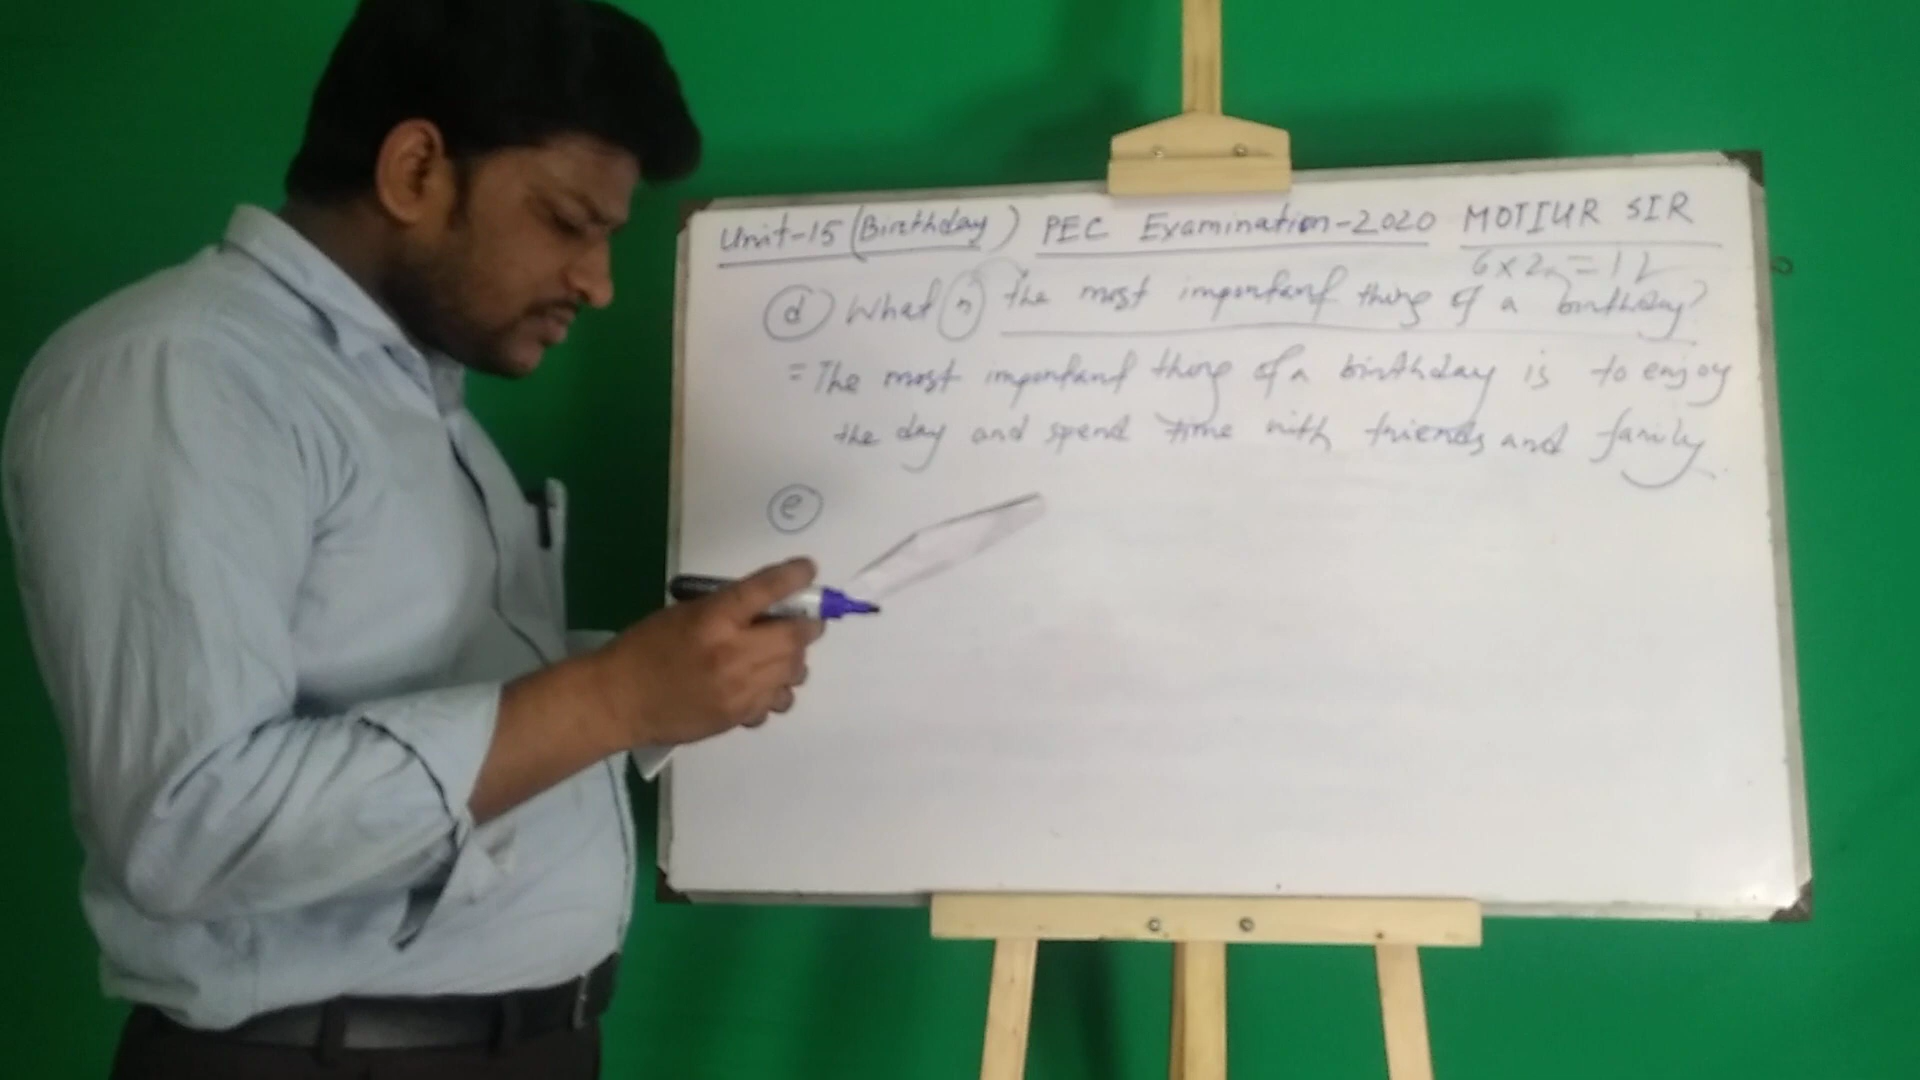 Unit-15 (Birthday) PEC Examination-2020 MOTIUR SIR
6x2=12
(d) What is the most important thing of a birthday?
= The most important thing of a birthday is to enjoy
the day and spend time with friends and family.
(e)